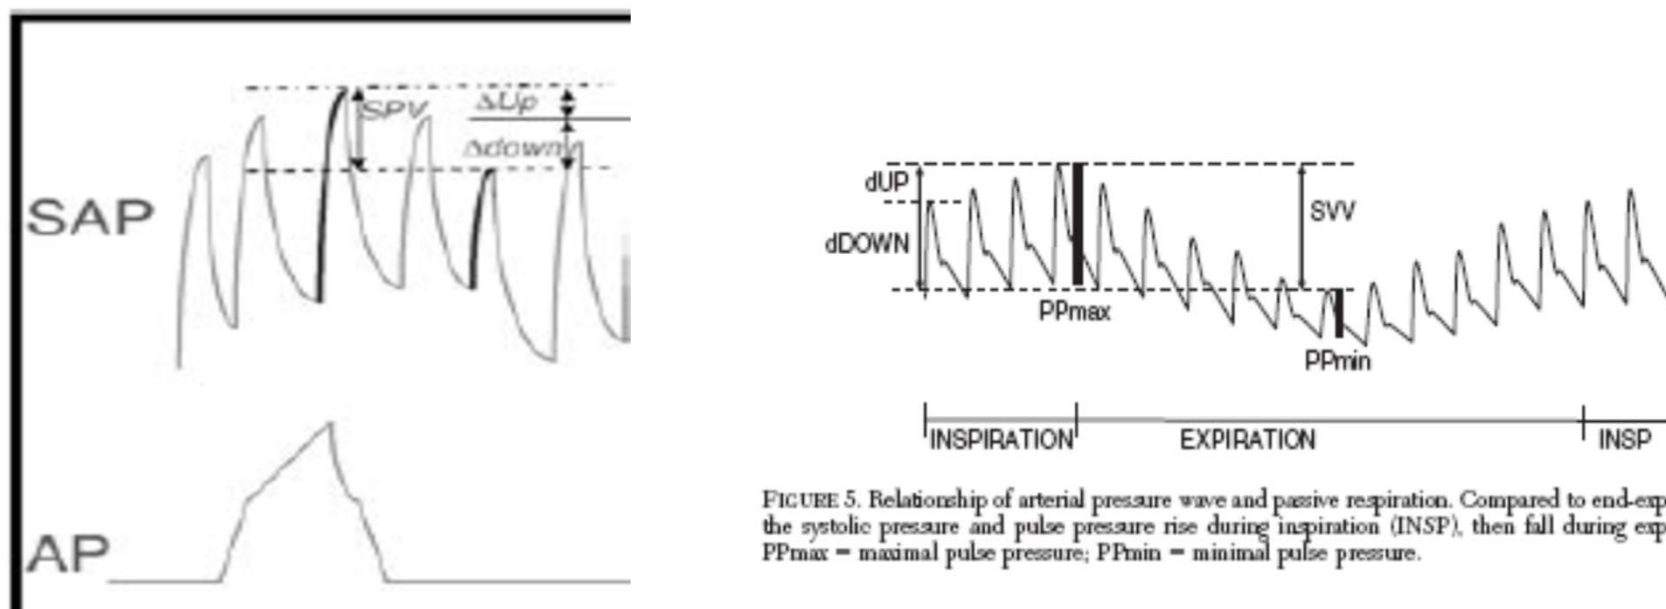 SPV
ΔUp
Δdown
SAP
AP
dUP
dDOWN
SVV
PPmax
PPmin
INSPIRATION
EXPIRATION
INSP
FIGURE 5. Relationship of arterial pressure wave and passive respiration. Compared to end-exp
the systolic pressure and pulse pressure rise during inspiration (INSP), then fall during exp
PPmax = maximal pulse pressure; PPmin = minimal pulse pressure.